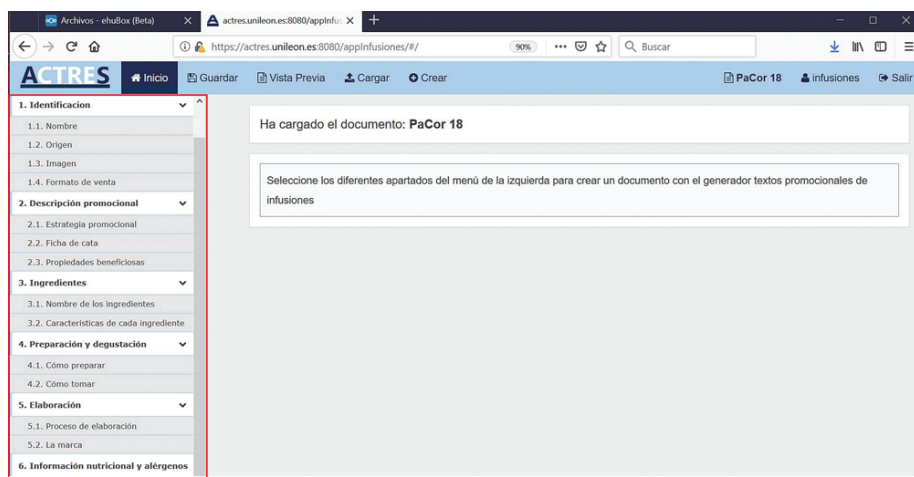 Archivos - ehuBox (Beta)
actres.unileon.es:8080/appInfus
https://actres.unileon.es:8080/appInfusiones/#/
90%
Buscar
ACTRES
Inicio
Guardar
Vista Previa
Cargar
Crear
PaCor 18
infusiones
Salir
1. Identificacion
1.1. Nombre
1.2. Origen
1.3. Imagen
1.4. Formato de venta
2. Descripción promocional
2.1. Estrategia promocional
2.2. Ficha de cata
2.3. Propiedades beneficiosas
3. Ingredientes
3.1. Nombre de los ingredientes
3.2. Características de cada ingrediente
4. Preparación y degustación
4.1. Cómo preparar
4.2. Cómo tomar
5. Elaboración
5.1. Proceso de elaboración
5.2. La marca
6. Información nutricional y alérgenos
Ha cargado el documento: PaCor 18
Seleccione los diferentes apartados del menú de la izquierda para crear un documento con el generador textos promocionales de
infusiones